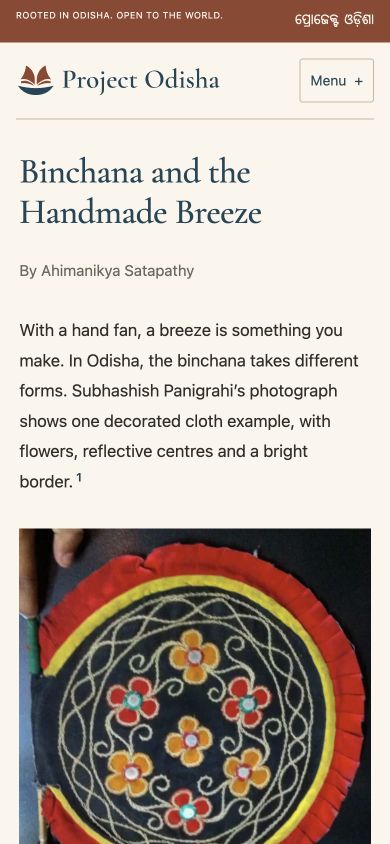 ROOTED IN ODISHA. OPEN TO THE WORLD.
ପ୍ରୋଜେକ୍ଟ ଓଡ଼ିଶା
Project Odisha
Menu +
Binchana and the
Handmade Breeze
By Ahimanikya Satapathy
With a hand fan, a breeze is something you
make. In Odisha, the binchana takes different
forms. Subhashish Panigrahi’s photograph
shows one decorated cloth example, with
flowers, reflective centres and a bright
border. 1